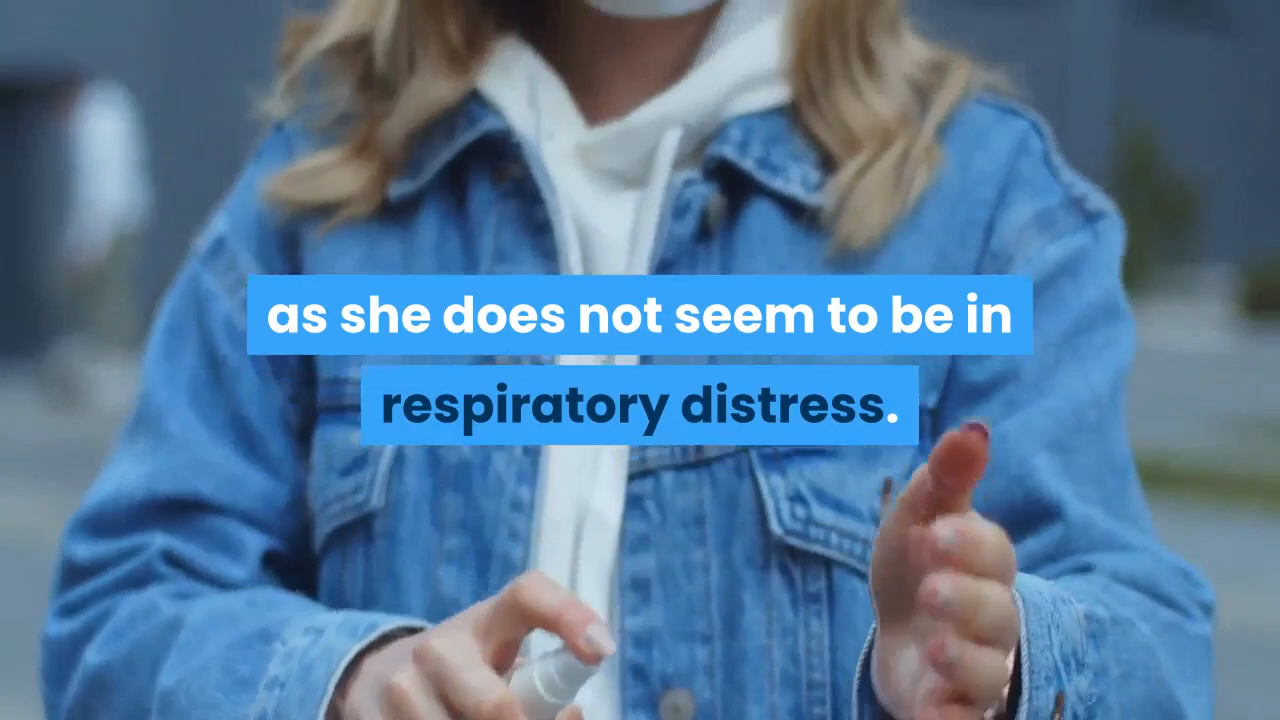 as she does not seem to be in
respiratory distress.